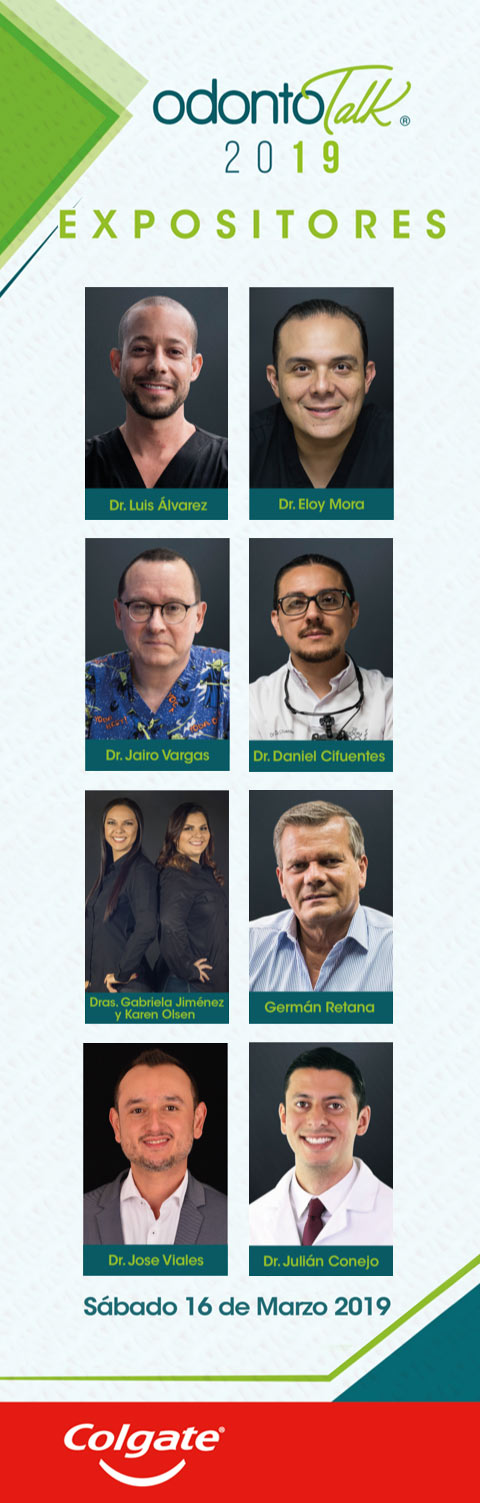 odontoTalk®
2019
EXPOSITORES
Dr. Luis Álvarez
Dr. Eloy Mora
Dr. Jairo Vargas
Dr. Daniel Cifuentes
Dras. Gabriela Jiménez
y Karen Olsen
Germán Retana
Dr. Jose Viales
Dr. Julián Conejo
Sábado 16 de Marzo 2019
Colgate®